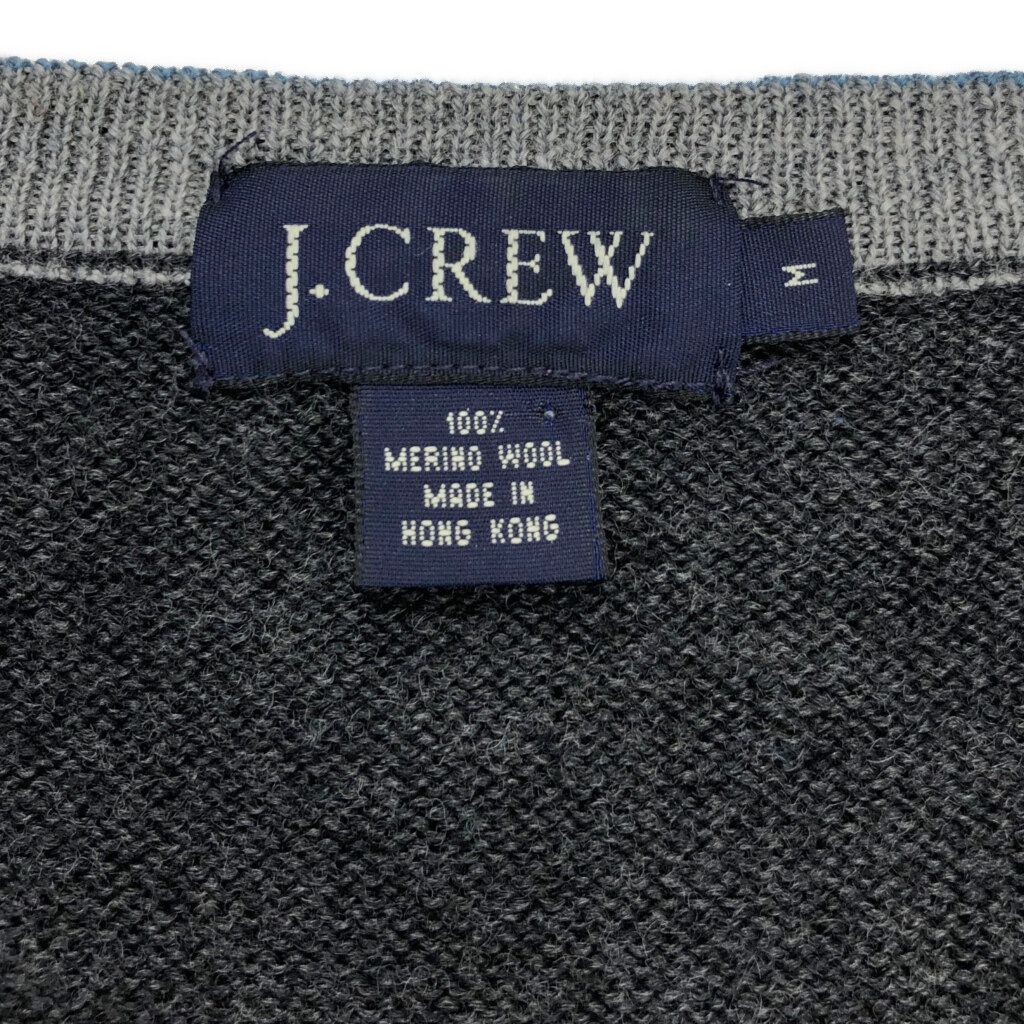 J.CREW
M
100%
MERINO WOOL
MADE IN
HONG KONG